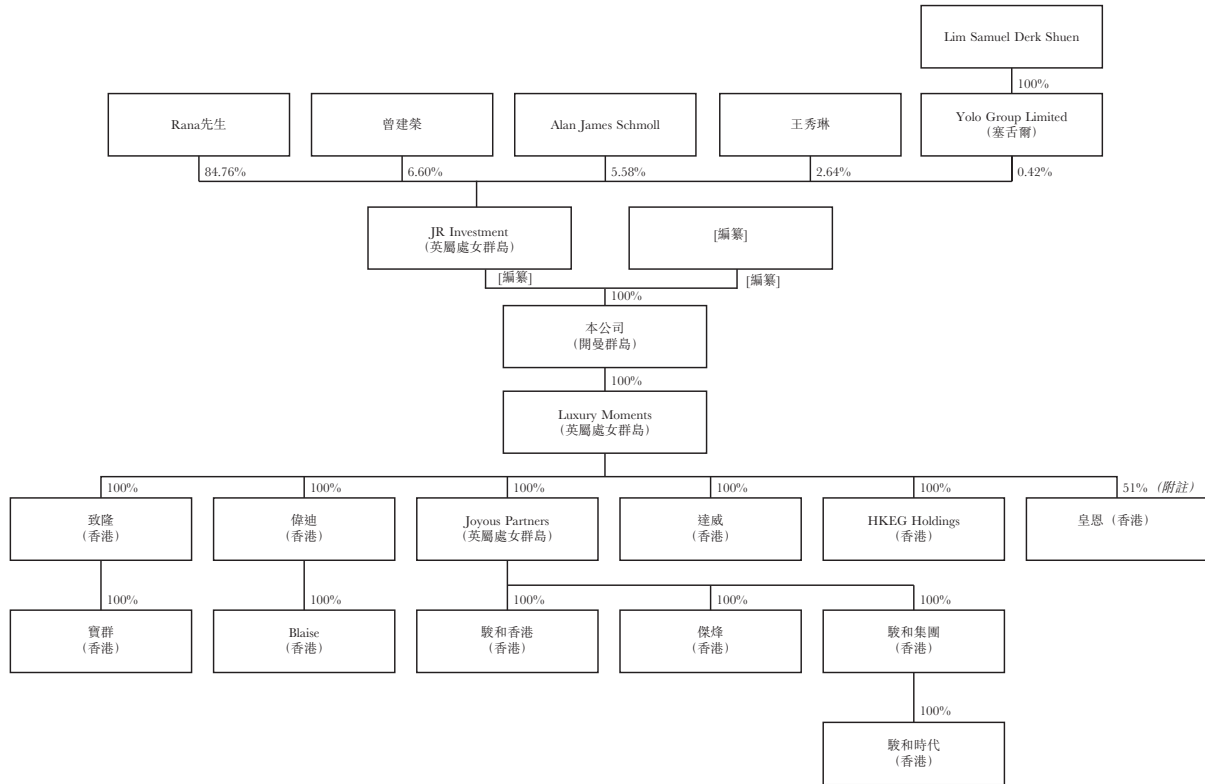 Lim Samuel Derk Shuen
100%
Rana先生
曾建榮
Alan James Schmoll
王秀琳
Yolo Group Limited
(塞舌爾)
84.76%
6.60%
5.58%
2.64%
0.42%
JR Investment
(英屬處女群島)
[編纂]
[編纂]
[編纂]
100%
本公司
(開曼群島)
100%
Luxury Moments
(英屬處女群島)
100%
100%
100%
100%
100%
51% (附註)
致隆
(香港)
偉迪
(香港)
Joyous Partners
(英屬處女群島)
達威
(香港)
HKEG Holdings
(香港)
皇恩 (香港)
100%
100%
100%
100%
100%
寶群
(香港)
Blaise
(香港)
駿和香港
(香港)
傑烽
(香港)
駿和集團
(香港)
100%
駿和時代
(香港)